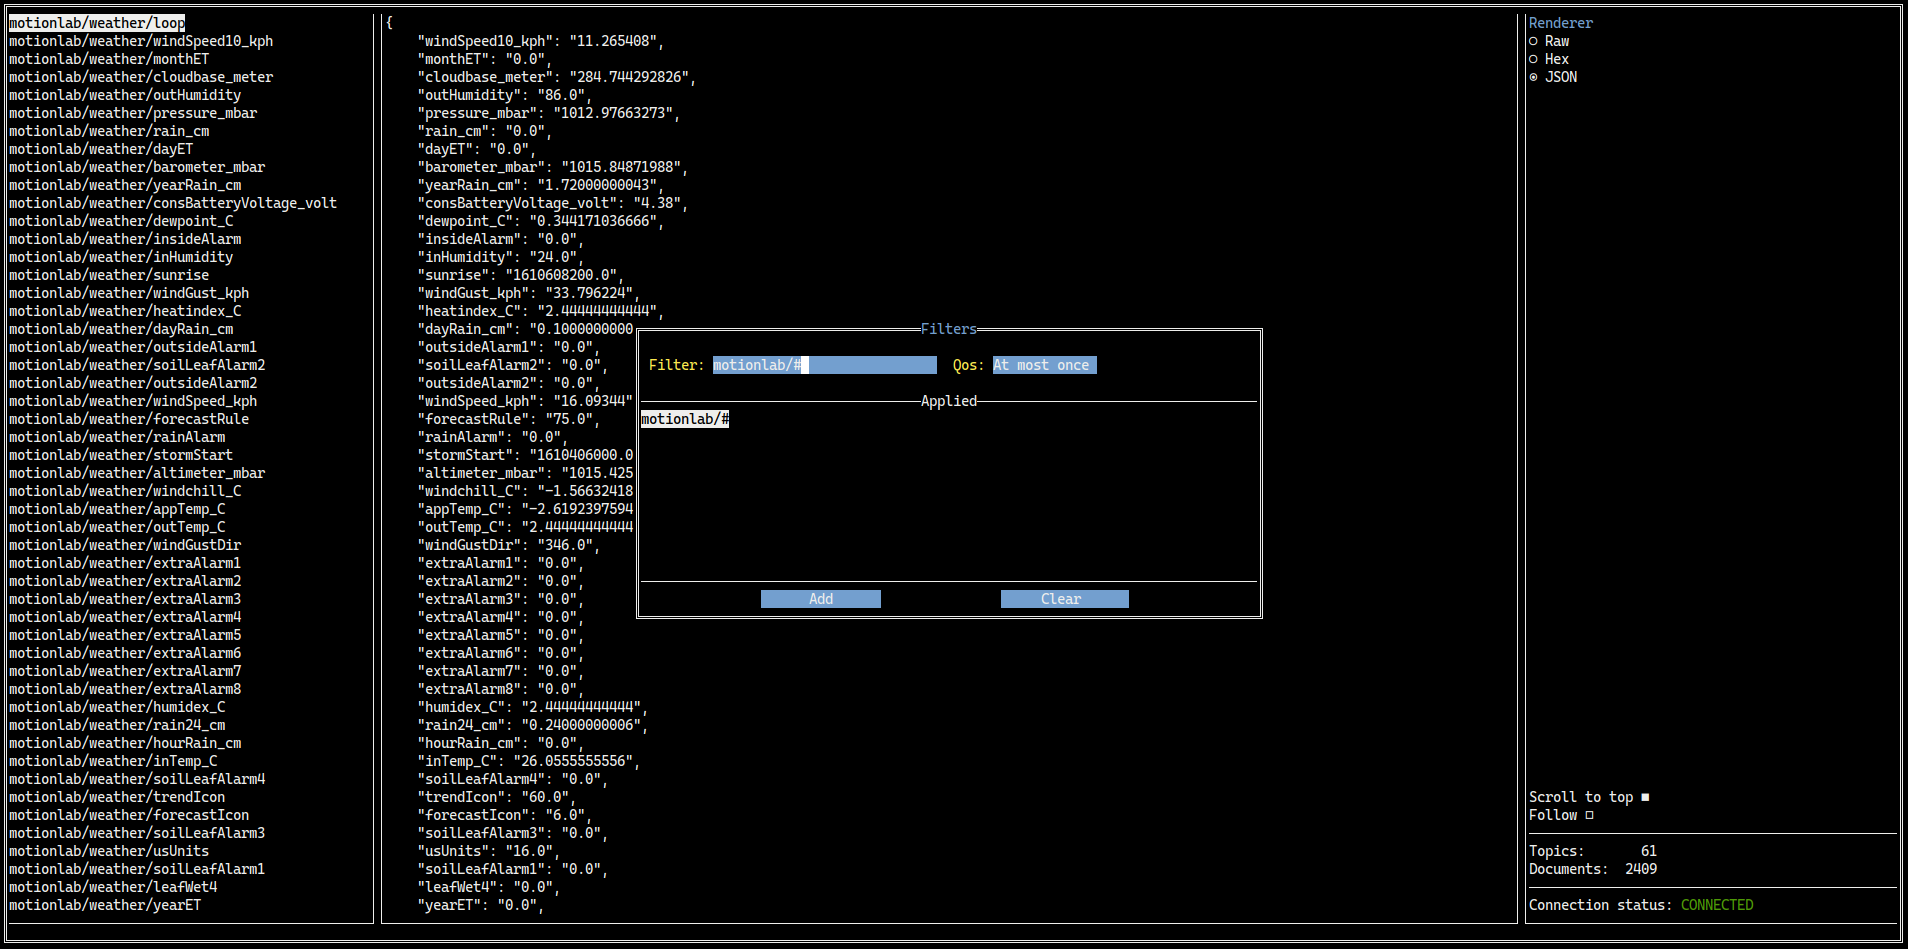 motionlab/weather/loop
motionlab/weather/windSpeed10_kph
motionlab/weather/monthET
motionlab/weather/cloudbase_meter
motionlab/weather/outHumidity
motionlab/weather/pressure_mbar
motionlab/weather/rain_cm
motionlab/weather/dayET
motionlab/weather/barometer_mbar
motionlab/weather/yearRain_cm
motionlab/weather/consBatteryVoltage_volt
motionlab/weather/dewpoint_C
motionlab/weather/insideAlarm
motionlab/weather/inHumidity
motionlab/weather/sunrise
motionlab/weather/windGust_kph
motionlab/weather/heatindex_C
motionlab/weather/dayRain_cm
motionlab/weather/outsideAlarm1
motionlab/weather/soilLeafAlarm2
motionlab/weather/outsideAlarm2
motionlab/weather/windSpeed_kph
motionlab/weather/forecastRule
motionlab/weather/rainAlarm
motionlab/weather/stormStart
motionlab/weather/altimeter_mbar
motionlab/weather/windchill_C
motionlab/weather/appTemp_C
motionlab/weather/outTemp_C
motionlab/weather/windGustDir
motionlab/weather/extraAlarm1
motionlab/weather/extraAlarm2
motionlab/weather/extraAlarm3
motionlab/weather/extraAlarm4
motionlab/weather/extraAlarm5
motionlab/weather/extraAlarm6
motionlab/weather/extraAlarm7
motionlab/weather/extraAlarm8
motionlab/weather/humidex_C
motionlab/weather/rain24_cm
motionlab/weather/hourRain_cm
motionlab/weather/inTemp_C
motionlab/weather/soilLeafAlarm4
motionlab/weather/trendIcon
motionlab/weather/forecastIcon
motionlab/weather/soilLeafAlarm3
motionlab/weather/usUnits
motionlab/weather/soilLeafAlarm1
motionlab/weather/leafWet4
motionlab/weather/yearET
{
"windSpeed10_kph": "11.265408",
"monthET": "0.0",
"cloudbase_meter": "284.744292826",
"outHumidity": "86.0",
"pressure_mbar": "1012.97663273",
"rain_cm": "0.0",
"dayET": "0.0",
"barometer_mbar": "1015.84871988",
"yearRain_cm": "1.72000000043",
"consBatteryVoltage_volt": "4.38",
"dewpoint_C": "0.344171036666",
"insideAlarm": "0.0",
"inHumidity": "24.0",
"sunrise": "1610608200.0",
"windGust_kph": "33.796224",
"heatindex_C": "2.44444444444",
"dayRain_cm": "0.1000000000
"outsideAlarm1": "0.0",
"soilLeafAlarm2": "0.0",
"outsideAlarm2": "0.0",
"windSpeed_kph": "16.09344"
"forecastRule": "75.0",
"rainAlarm": "0.0",
"stormStart": "1610406000.0
"altimeter_mbar": "1015.425
"windchill_C": "-1.56632418
"appTemp_C": "-2.6192397594
"outTemp_C": "2.44444444444
"windGustDir": "346.0",
"extraAlarm1": "0.0",
"extraAlarm2": "0.0",
"extraAlarm3": "0.0",
"extraAlarm4": "0.0",
"extraAlarm5": "0.0",
"extraAlarm6": "0.0",
"extraAlarm7": "0.0",
"extraAlarm8": "0.0",
"humidex_C": "2.44444444444",
"rain24_cm": "0.24000000006",
"hourRain_cm": "0.0",
"inTemp_C": "26.0555555556",
"soilLeafAlarm4": "0.0",
"trendIcon": "60.0",
"forecastIcon": "6.0",
"soilLeafAlarm3": "0.0",
"usUnits": "16.0",
"soilLeafAlarm1": "0.0",
"leafWet4": "0.0",
"yearET": "0.0",
Filters
Filter: motionlab/# Qos: At most once
Applied
motionlab/#
Add Clear
Renderer
Raw
Hex
JSON
Scroll to top
Follow
Topics: 61
Documents: 2409
Connection status: CONNECTED